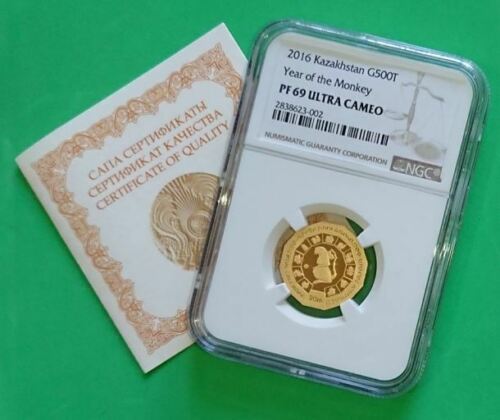 САПА СЕРТИФИКАТЫ
СЕРТИФИКАТ КАЧЕСТВА
CERTIFICATE OF QUALITY
2016 Kazakhstan G500T
Year of the Monkey
PF 69 ULTRA CAMEO
2838623-002
NUMISMATIC GUARANTY CORPORATION
NGC
2016